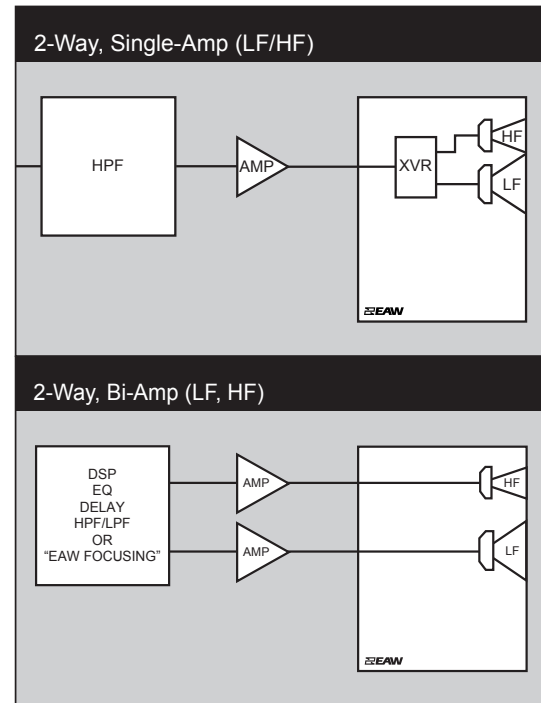 2-Way, Single-Amp (LF/HF)
HPF
AMP
XVR
HF
LF
EAW
2-Way, Bi-Amp (LF, HF)
DSP
EQ
DELAY
HPF/LPF
OR
“EAW FOCUSING”
AMP
AMP
HF
LF
EAW